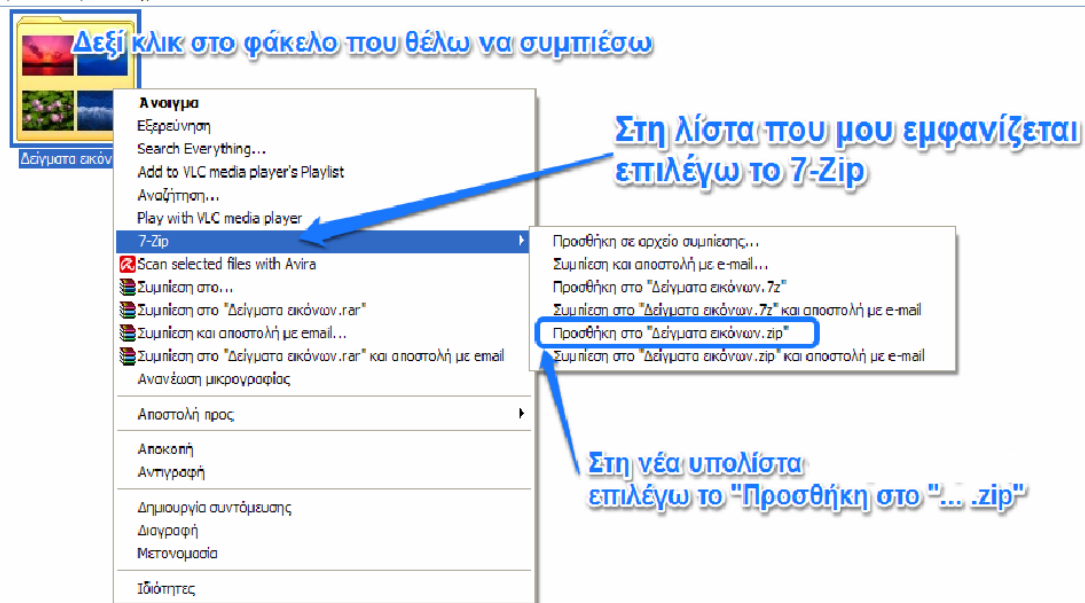 Δεξί κλικ στο φάκελο που θέλω να συμπιέσω
Δείγματα εικόν
Άνοιγμα
Εξερεύνηση
Search Everything...
Add to VLC media player's Playlist
Αναζήτηση...
Play with VLC media player
7-Zip
Scan selected files with Avira
Συμπίεση στο...
Συμπίεση στο "Δείγματα εικόνων.rar"
Συμπίεση και αποστολή με email...
Συμπίεση στο "Δείγματα εικόνων.rar" και αποστολή με email
Ανανέωση μικρογραφίας
Αποστολή προς
Αποκοπή
Αντιγραφή
Δημιουργία συντόμευσης
Διαγραφή
Μετονομασία
Ιδιότητες
Στη λίστα που μου εμφανίζεται
επιλέγω το 7-Zip
Προσθήκη σε αρχείο συμπίεσης...
Συμπίεση και αποστολή με e-mail...
Προσθήκη στο "Δείγματα εικόνων.7z"
Συμπίεση στο "Δείγματα εικόνων.7z" και αποστολή με e-mail
Προσθήκη στο "Δείγματα εικόνων.zip"
Συμπίεση στο "Δείγματα εικόνων.zip" και αποστολή με e-mail
Στη νέα υπολίστα
επιλέγω το "Προσθήκη στο "... .zip"